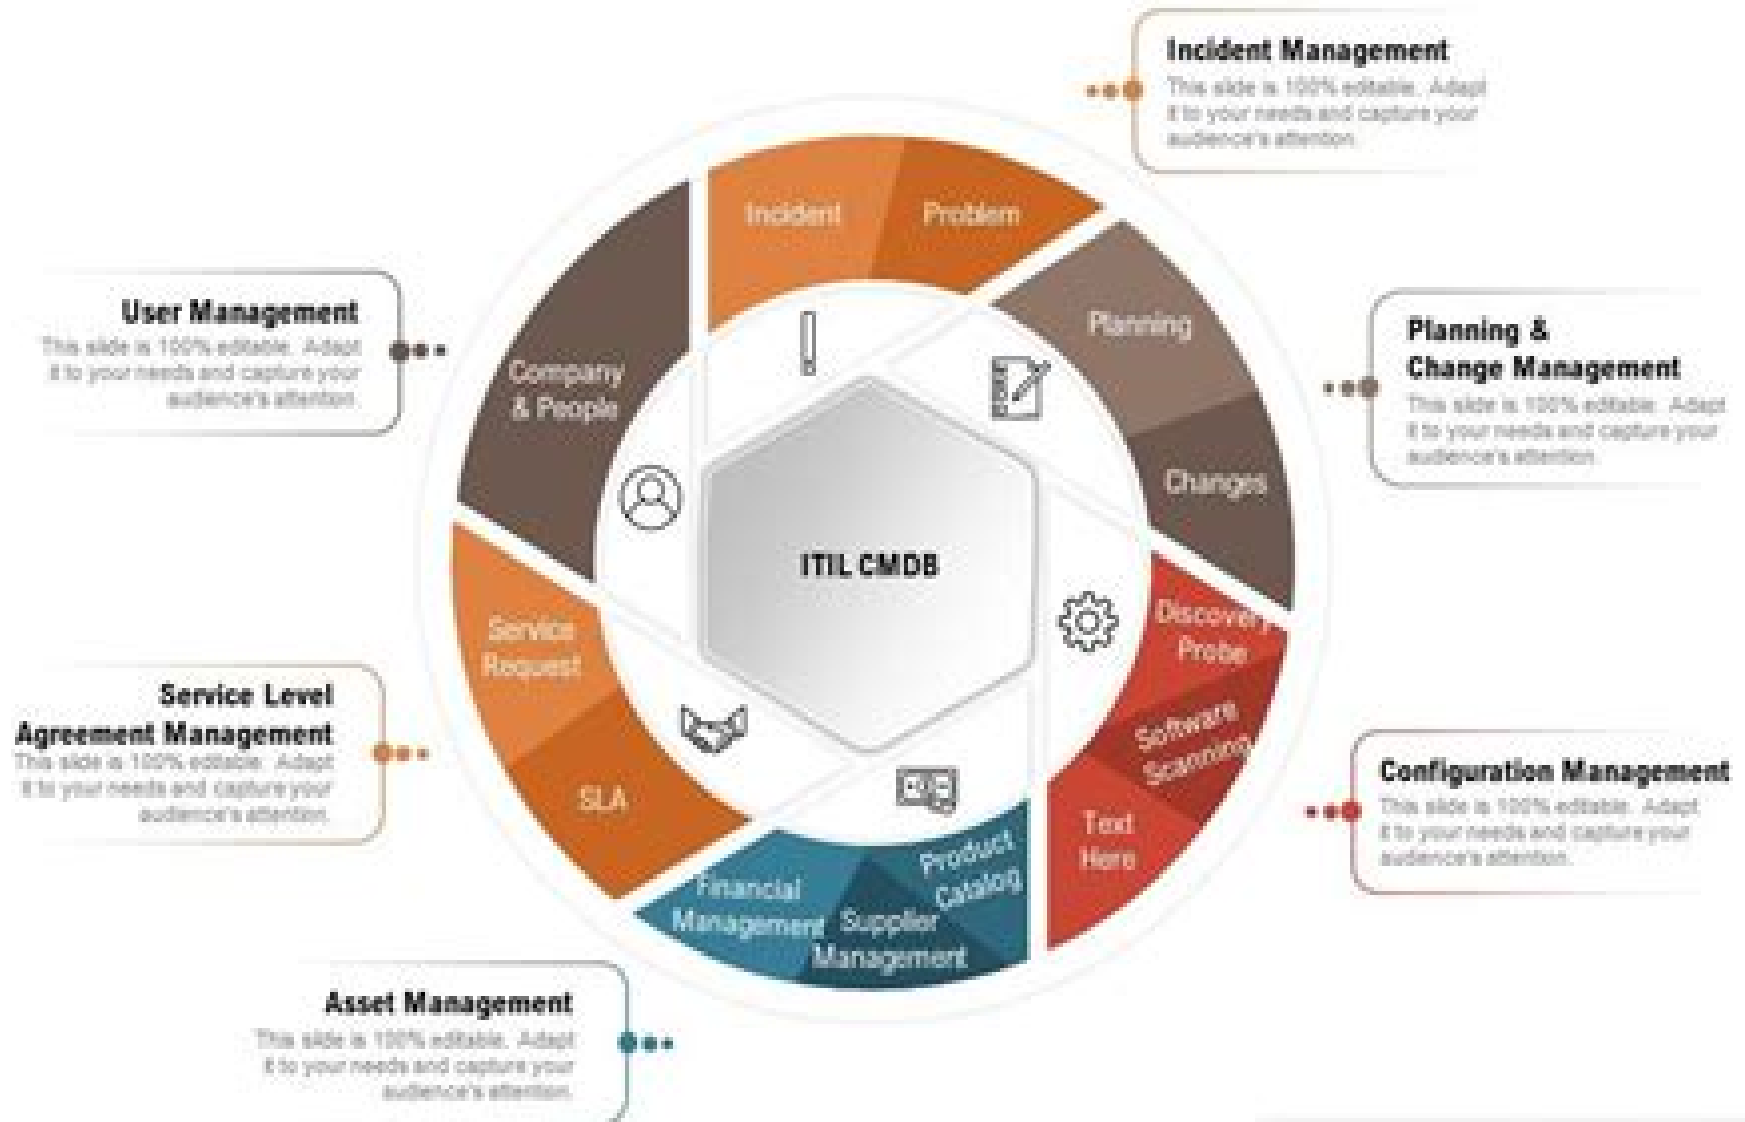 Incident Management
This slide is 100% editable. Adapt
it to your needs and capture your
audience's attention.
Incident
Problem
Planning
Changes
Planning &
Change Management
This slide is 100% editable. Adapt
it to your needs and capture your
audience's attention.
User Management
This slide is 100% editable. Adapt
it to your needs and capture your
audience's attention.
Company
& People
ITIL CMDB
Discovery
Probe
Software
Scanning
Text
Here
Configuration Management
This slide is 100% editable. Adapt
it to your needs and capture your
audience's attention.
Service
Request
SLA
Service Level
Agreement Management
This slide is 100% editable. Adapt
it to your needs and capture your
audience's attention.
Financial
Management
Supplier
Management
Product
Catalog
Asset Management
This slide is 100% editable. Adapt
it to your needs and capture your
audience's attention.